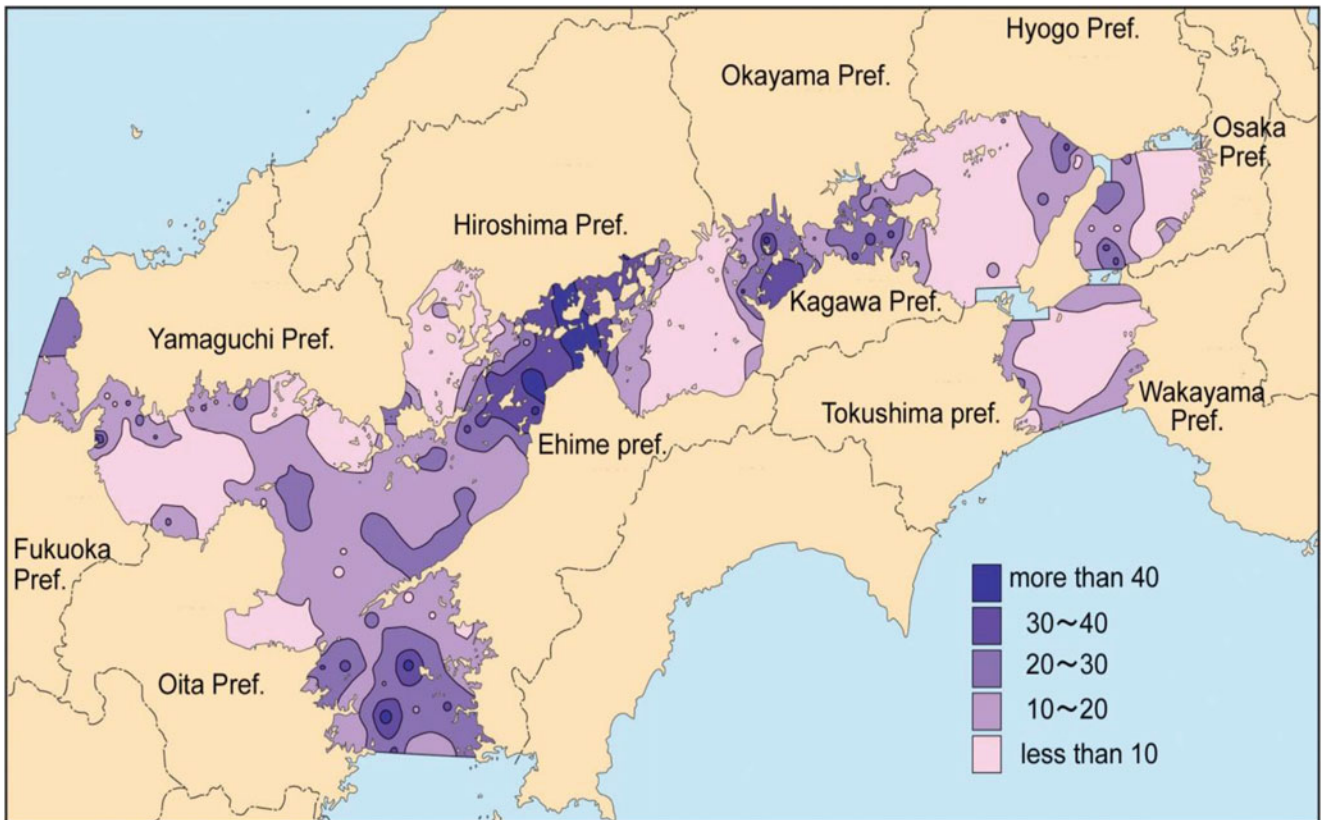 Hyogo Pref.
Okayama Pref.
Osaka
Pref.
Hiroshima Pref.
Kagawa Pref.
Yamaguchi Pref.
Wakayama
Pref.
Tokushima pref.
Ehime pref.
Fukuoka
Pref.
Oita Pref.
more than 40
30～40
20～30
10～20
less than 10